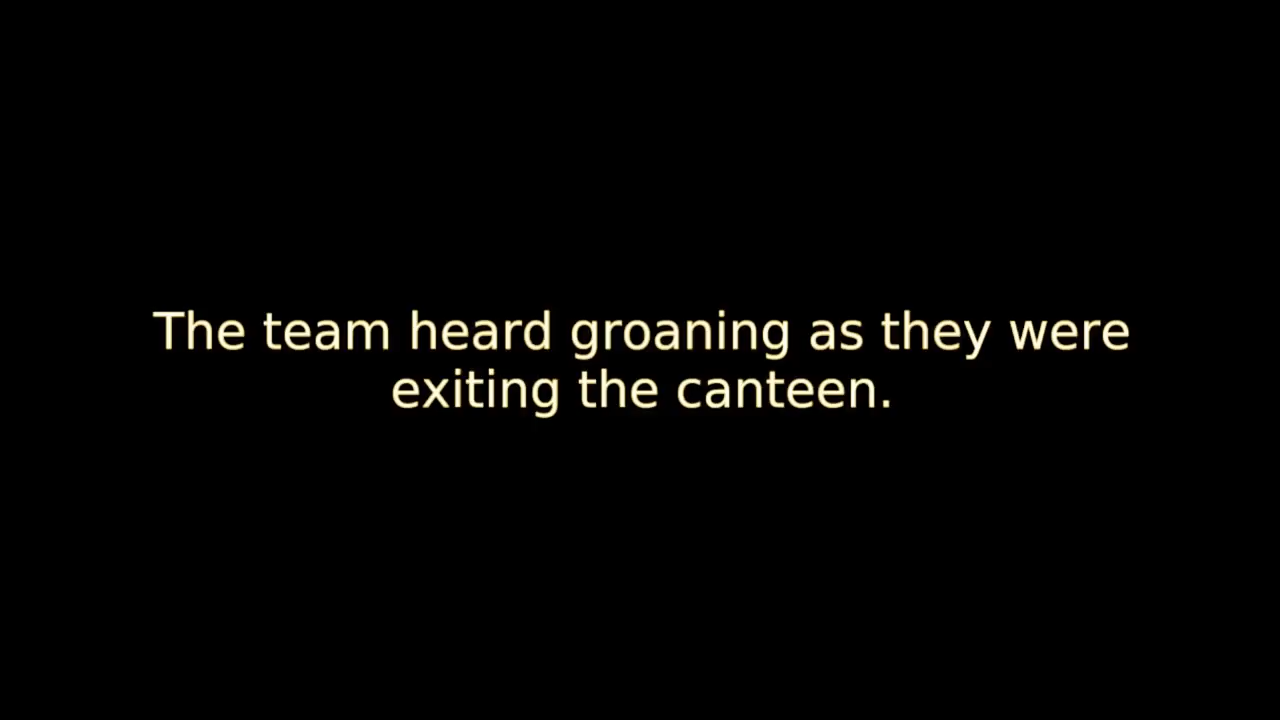 The team heard groaning as they were
exiting the canteen.